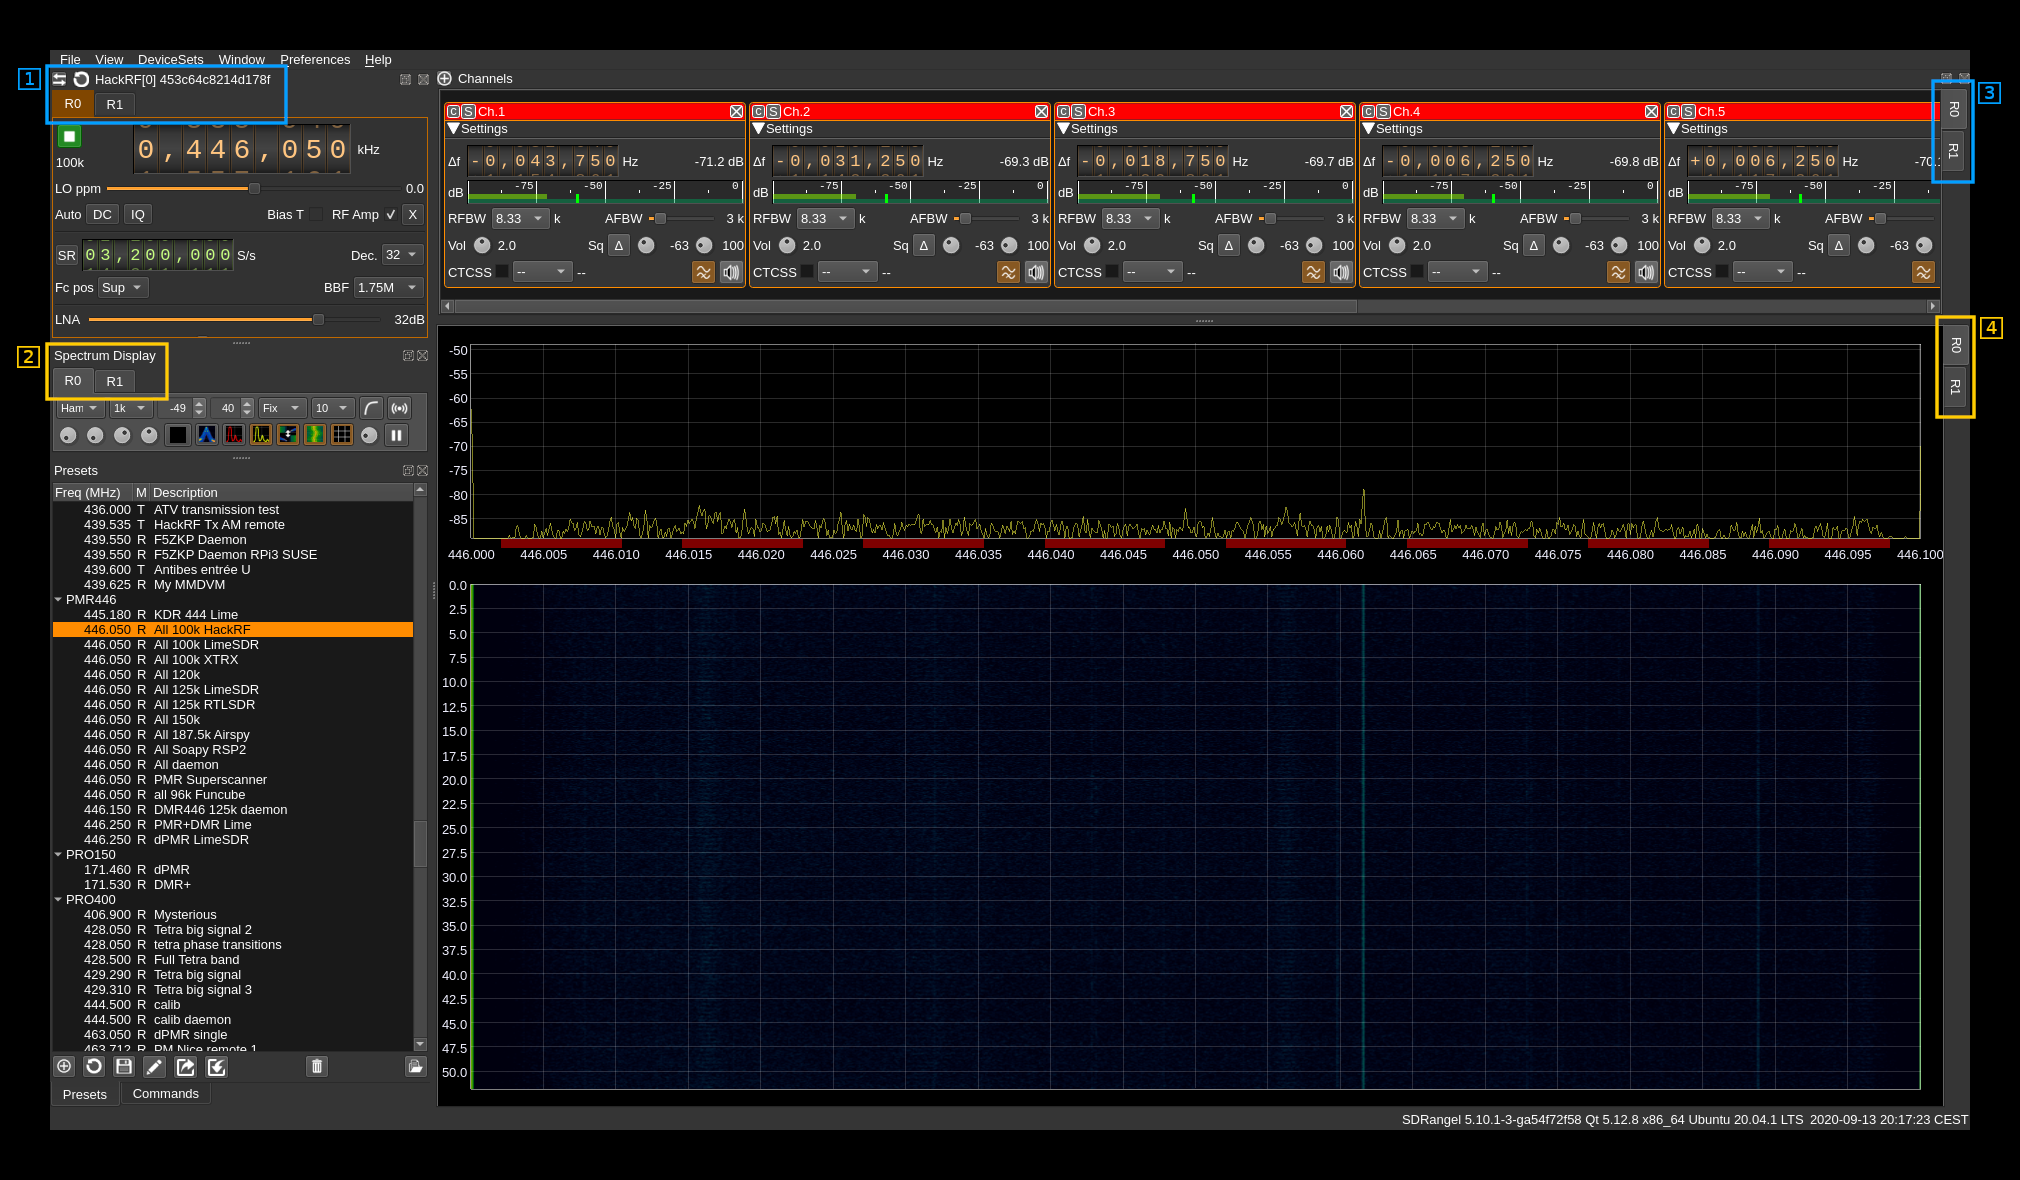 File View DeviceSets Window Preferences Help
1
HackRF[0] 453c64c8214d178f
R0 R1
0,446,050 kHz
100k
LO ppm 0.0
Auto DC IQ Bias T RF Amp X
SR 03,200,000 S/s Dec. 32
Fc pos Sup BBF 1.75M
LNA 32dB
2
Spectrum Display
R0 R1
Ham 1k -49 40 Fix 10
Presets
Freq (MHz) M Description
436.000 T ATV transmission test
439.535 T HackRF Tx AM remote
439.550 R F5ZKP Daemon
439.550 R F5ZKP Daemon RPi3 SUSE
439.600 T Antibes entrée U
439.625 R My MMDVM
PMR446
445.180 R KDR 444 Lime
446.050 R All 100k HackRF
446.050 R All 100k LimeSDR
446.050 R All 100k XTRX
446.050 R All 120k
446.050 R All 125k LimeSDR
446.050 R All 125k RTLSDR
446.050 R All 150k
446.050 R All 187.5k Airspy
446.050 R All Soapy RSP2
446.050 R All daemon
446.050 R PMR Superscanner
446.050 R all 96k Funcube
446.150 R DMR446 125k daemon
446.250 R PMR+DMR Lime
446.250 R dPMR LimeSDR
PRO150
171.460 R dPMR
171.530 R DMR+
PRO400
406.900 R Mysterious
428.050 R Tetra big signal 2
428.050 R tetra phase transitions
428.500 R Full Tetra band
429.290 R Tetra big signal
429.310 R Tetra big signal 3
444.500 R calib
444.500 R calib daemon
463.050 R dPMR single
463.712 R PM Nice remote 1
Presets Commands
Channels
C S Ch.1
Settings
Δf -0,043,750 Hz -71.2 dB
dB -75 -50 -25 0
RFBW 8.33 k AFBW 3 k
Vol 2.0 Sq Δ -63 100
CTCSS -- --
C S Ch.2
Settings
Δf -0,031,250 Hz -69.3 dB
dB -75 -50 -25 0
RFBW 8.33 k AFBW 3 k
Vol 2.0 Sq Δ -63 100
CTCSS -- --
C S Ch.3
Settings
Δf -0,018,750 Hz -69.7 dB
dB -75 -50 -25 0
RFBW 8.33 k AFBW 3 k
Vol 2.0 Sq Δ -63 100
CTCSS -- --
C S Ch.4
Settings
Δf -0,006,250 Hz -69.8 dB
dB -75 -50 -25 0
RFBW 8.33 k AFBW 3 k
Vol 2.0 Sq Δ -63 100
CTCSS -- --
C S Ch.5
Settings
Δf +0,006,250 Hz -70.
dB -75 -50 -25
RFBW 8.33 k AFBW
Vol 2.0 Sq Δ -63
CTCSS -- --
3
R0
R1
4
R0
R1
-50
-55
-60
-65
-70
-75
-80
-85
446.000 446.005 446.010 446.015 446.020 446.025 446.030 446.035 446.040 446.045 446.050 446.055 446.060 446.065 446.070 446.075 446.080 446.085 446.090 446.095 446.100
0.0
2.5
5.0
7.5
10.0
12.5
15.0
17.5
20.0
22.5
25.0
27.5
30.0
32.5
35.0
37.5
40.0
42.5
45.0
47.5
50.0
SDRangel 5.10.1-3-ga54f72f58 Qt 5.12.8 x86_64 Ubuntu 20.04.1 LTS 2020-09-13 20:17:23 CEST